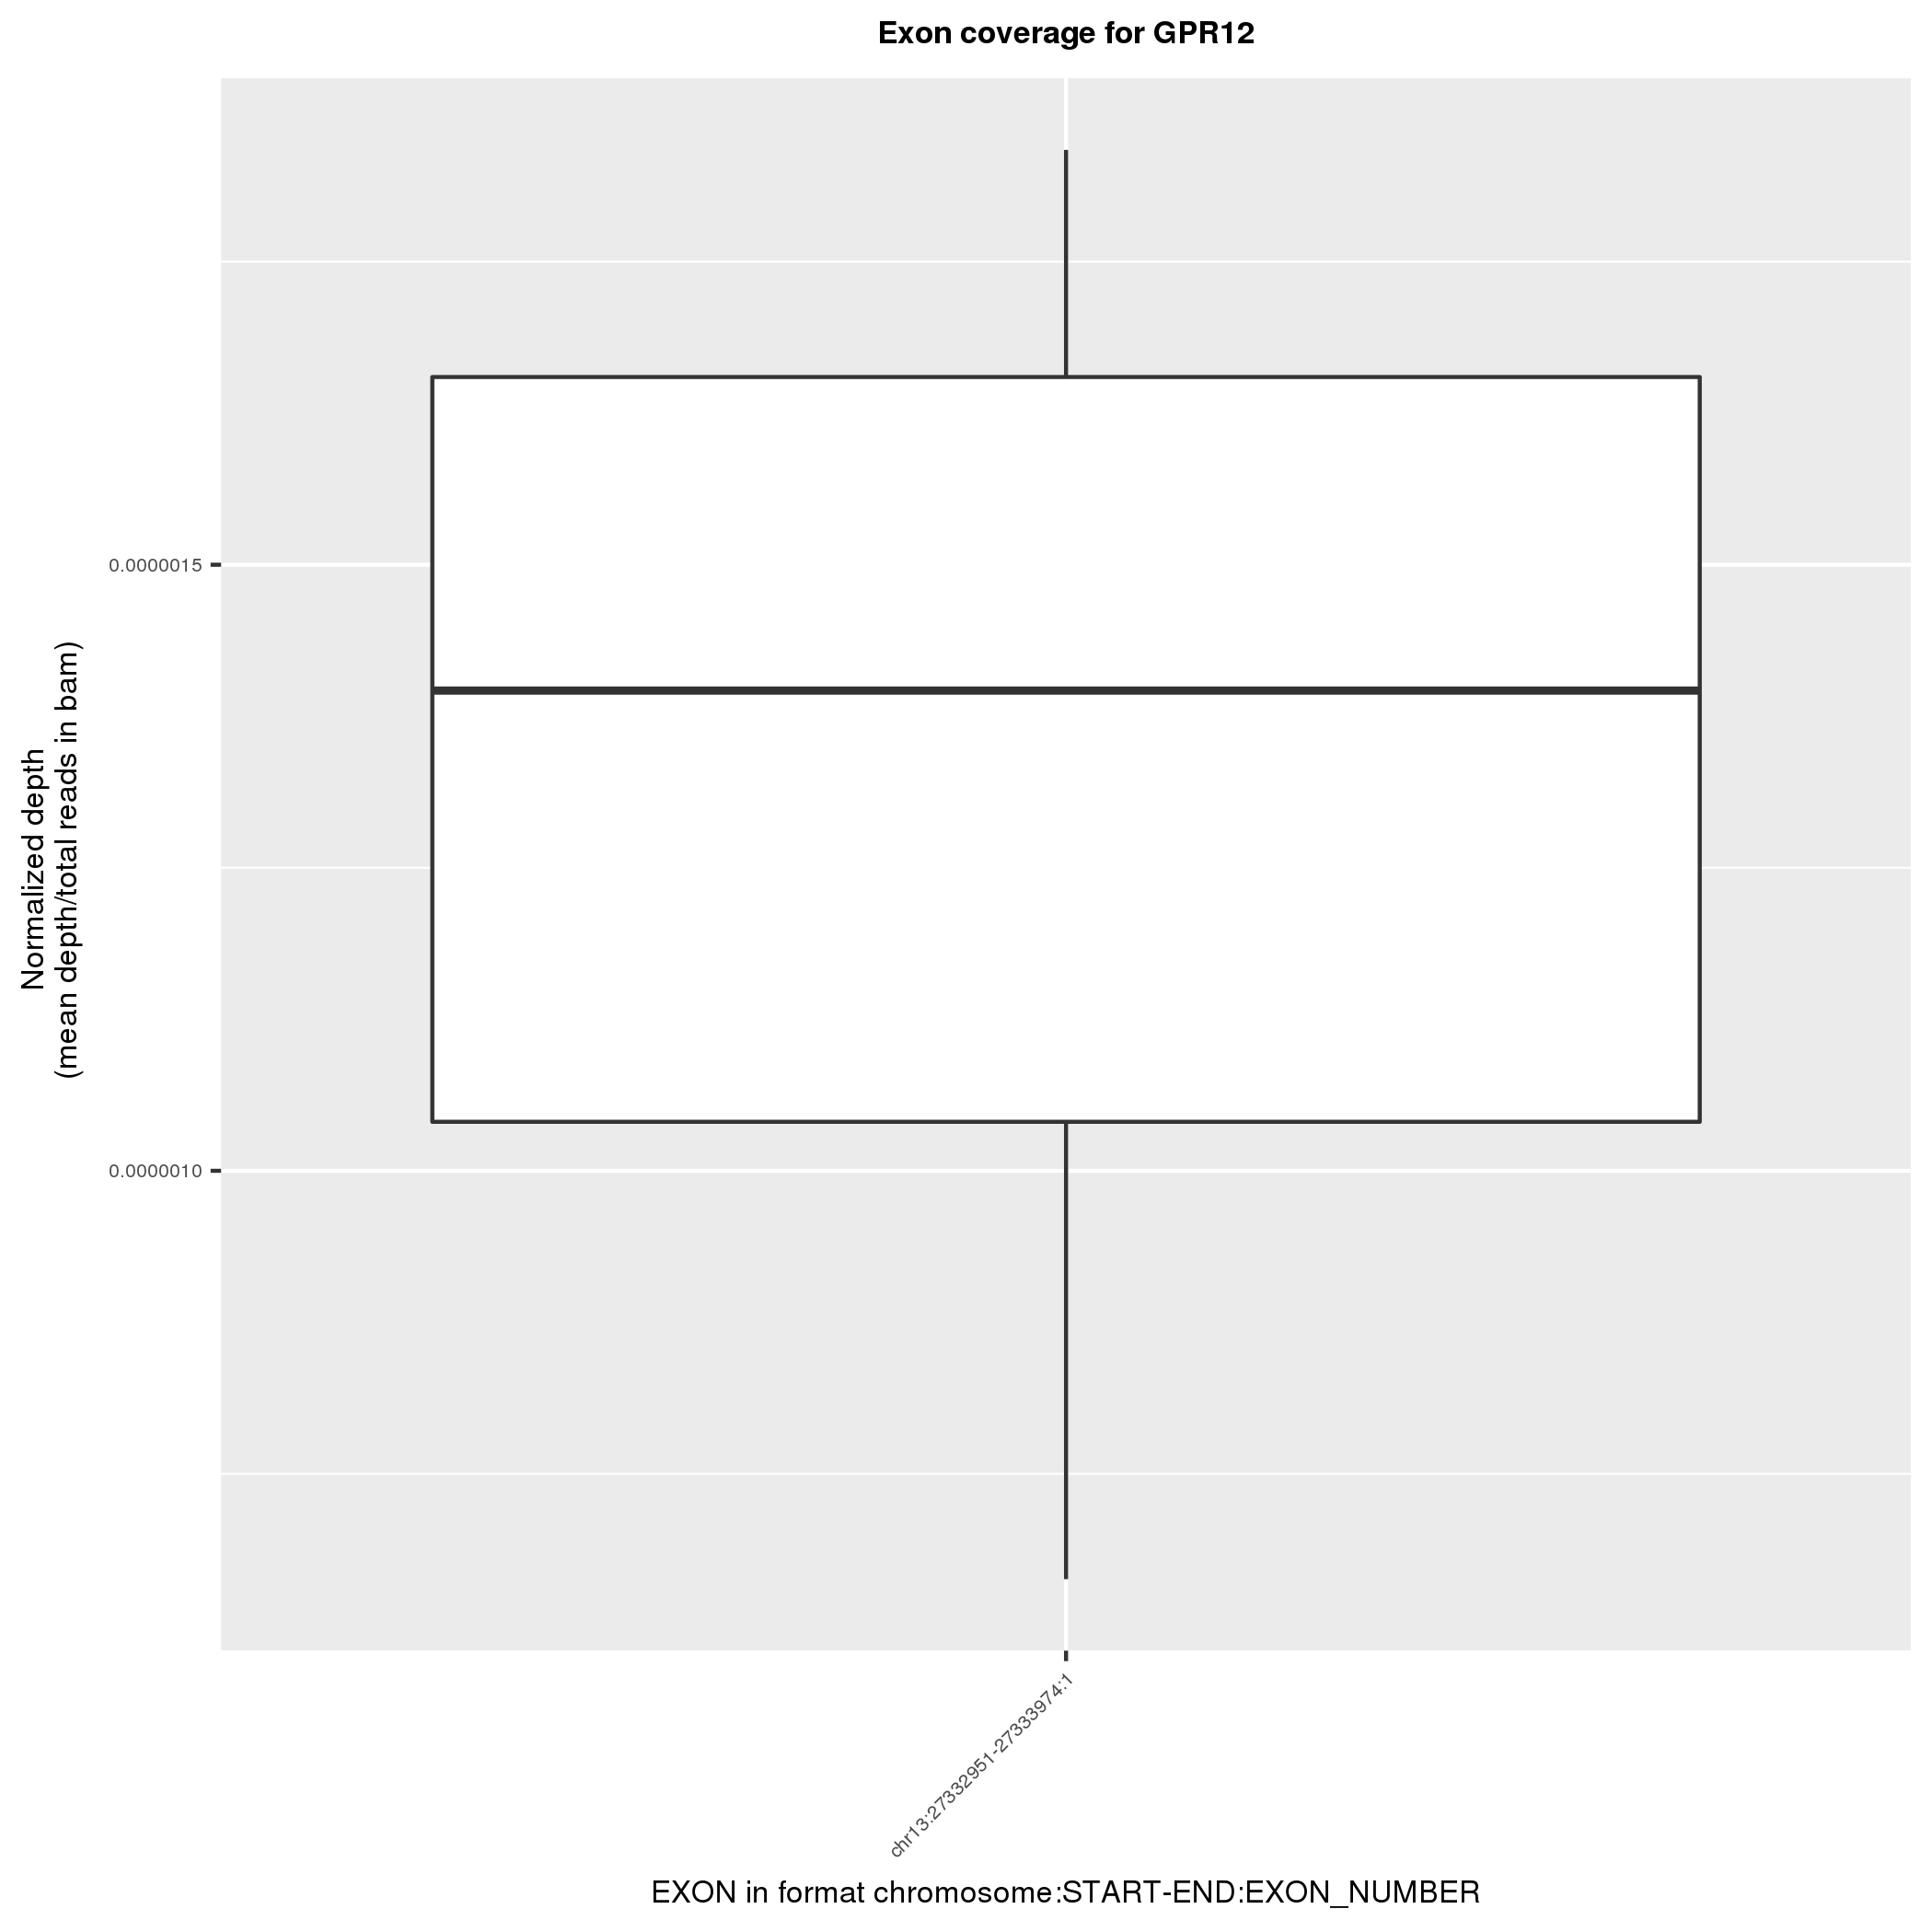 Exon coverage for GPR12
Normalized depth
(mean depth/total reads in bam)
0.0000015
0.0000010
chr13:27332951-27333974:1
EXON in format chromosome:START-END:EXON_NUMBER